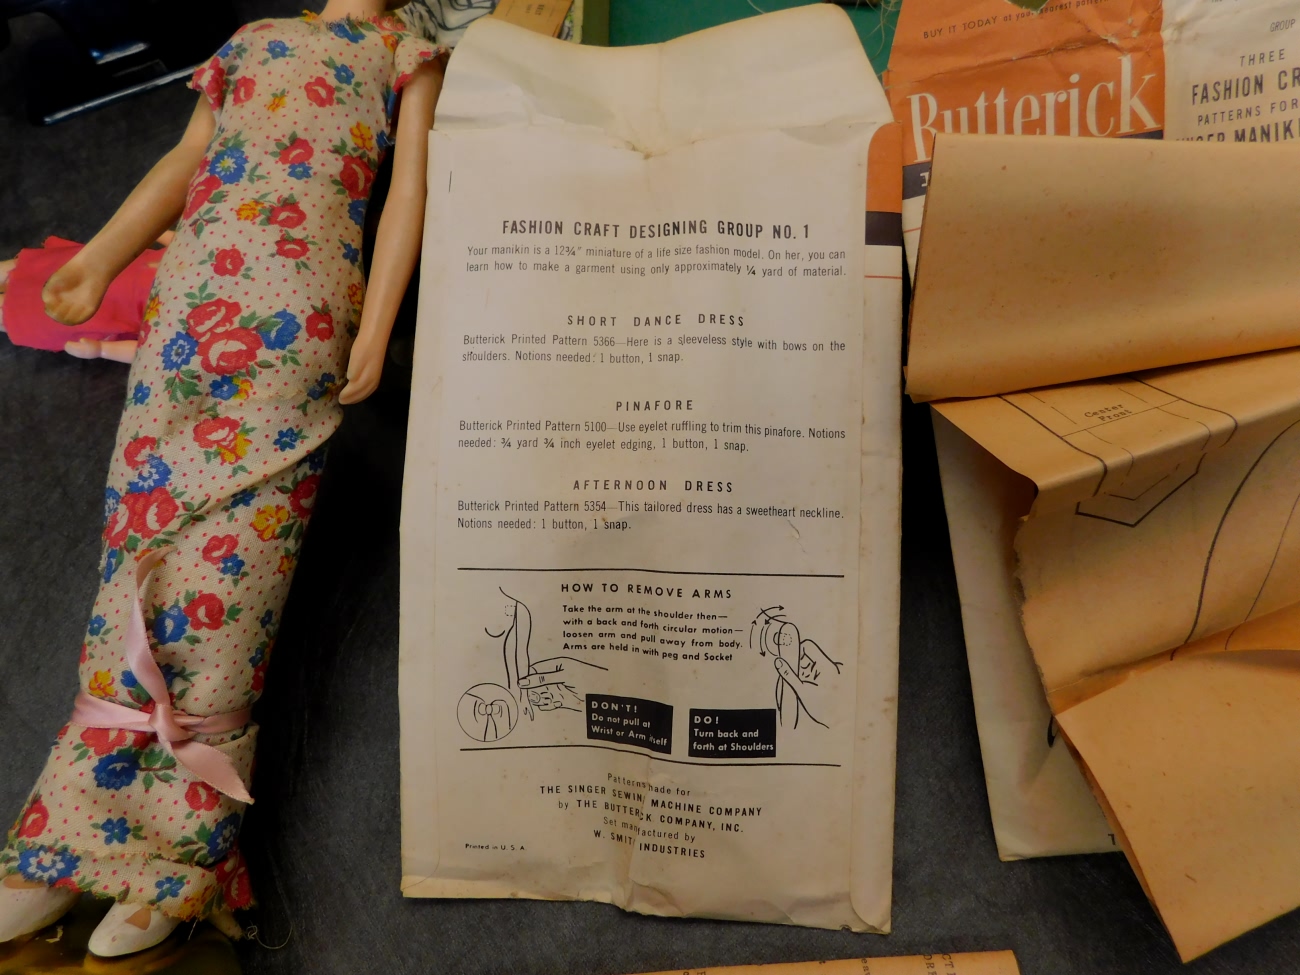 FASHION CRAFT DESIGNING GROUP NO. 1
Your manikin is a 12¾" miniature of a life size fashion model. On her, you can
learn how to make a garment using only approximately ¼ yard of material.
SHORT DANCE DRESS
Butterick Printed Pattern 5366—Here is a sleeveless style with bows on the
shoulders. Notions needed: 1 button, 1 snap.
PINAFORE
Butterick Printed Pattern 5100—Use eyelet ruffling to trim this pinafore. Notions
needed: ¾ yard ¾ inch eyelet edging, 1 button, 1 snap.
AFTERNOON DRESS
Butterick Printed Pattern 5354—This tailored dress has a sweetheart neckline.
Notions needed: 1 button, 1 snap.
HOW TO REMOVE ARMS
Take the arm at the shoulder then—
with a back and forth circular motion—
loosen arm and pull away from body.
Arms are held in with peg and Socket
DON'T!
Do not pull at
Wrist or Arm itself
DO!
Turn back and
forth at Shoulders
Patterns made for
THE SINGER SEWING MACHINE COMPANY
by THE BUTTERICK COMPANY, INC.
Set manufactured by
W. SMITH INDUSTRIES
Printed in U. S. A.
BUY IT TODAY at your nearest
Butterick
GROUP
THREE
FASHION CR
PATTERNS FOR
MANIK
Center
Front